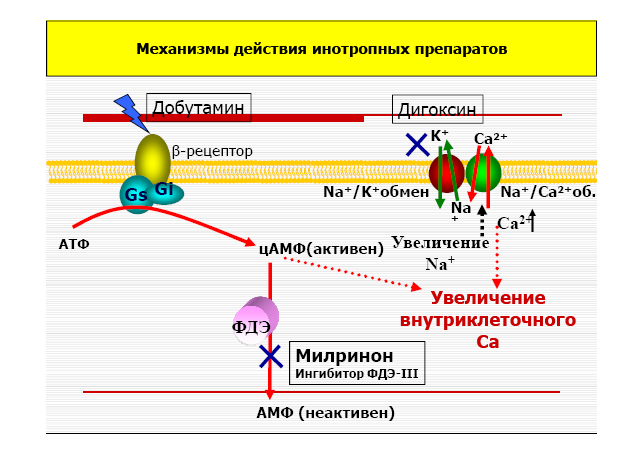 Механизмы действия инотропных препаратов
Добутамин
Дигоксин
β-рецептор
K⁺
Ca²⁺
Gs
Gi
Na⁺/K⁺обмен
Na
+
Na⁺/Ca²⁺об.
Ca²⁺
АТФ
цАМФ(активен)
Увеличение
Na⁺
Увеличение
внутриклеточного
Ca
ФДЭ
Милринон
Ингибитор ФДЭ-III
АМФ (неактивен)